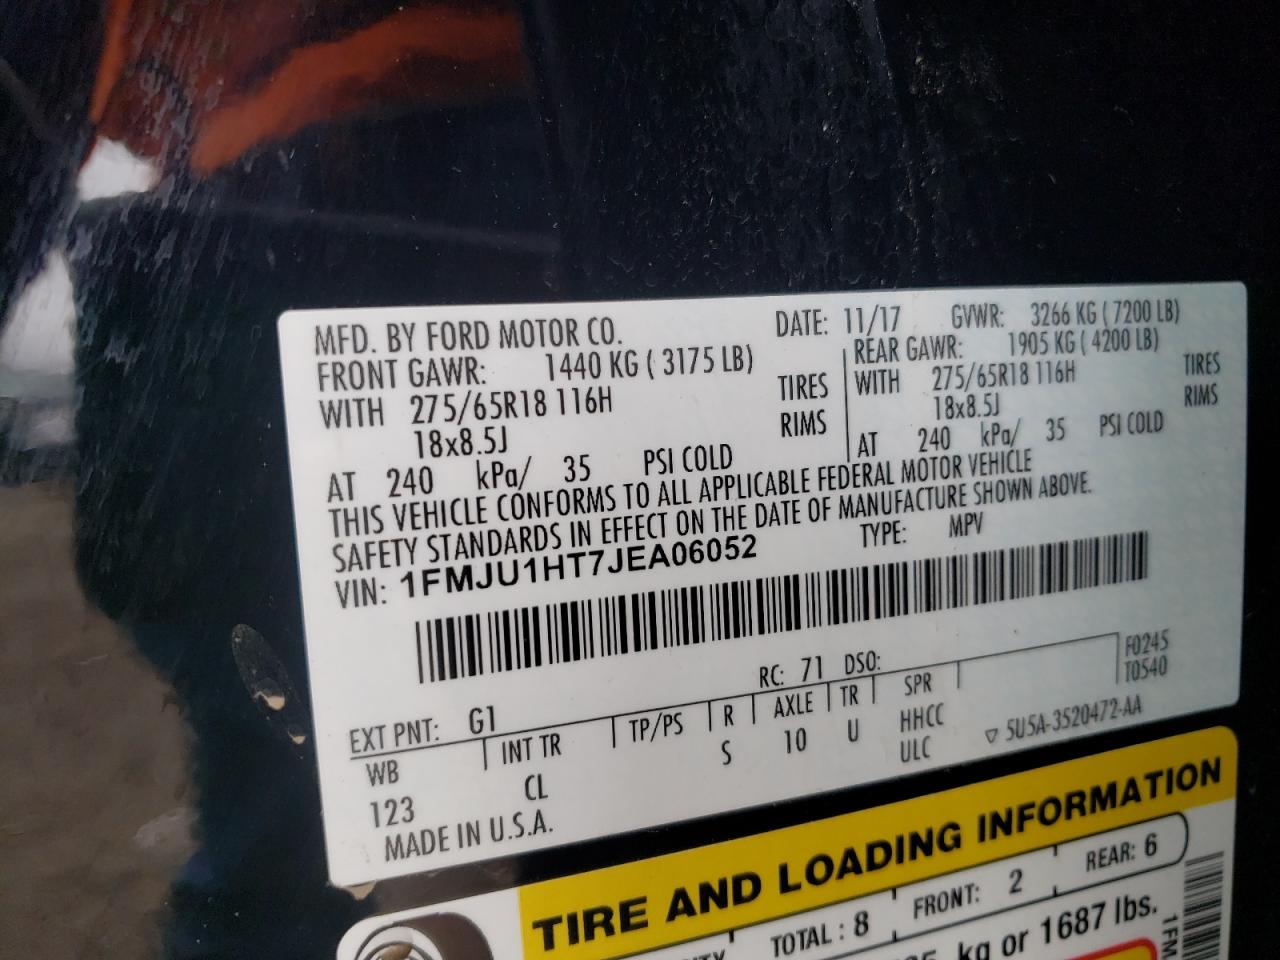 MFD. BY FORD MOTOR CO. DATE: 11/17 GVWR: 3266 KG ( 7200 LB)
FRONT GAWR: 1440 KG ( 3175 LB) REAR GAWR: 1905 KG ( 4200 LB)
WITH 275/65R18 116H TIRES WITH 275/65R18 116H TIRES
18x8.5J RIMS 18x8.5J RIMS
AT 240 kPa/ 35 PSI COLD AT 240 kPa/ 35 PSI COLD
THIS VEHICLE CONFORMS TO ALL APPLICABLE FEDERAL MOTOR VEHICLE
SAFETY STANDARDS IN EFFECT ON THE DATE OF MANUFACTURE SHOWN ABOVE.
VIN: 1FMJU1HT7JEA06052 TYPE: MPV
F0245
EXT PNT: G1 RC: 71 DSO: T0540
WB INT TR TP/PS R AXLE TR SPR
123 CL S 10 U HHCC
ULC ▽ 5U5A-3520472-AA
MADE IN U.S.A.
TIRE AND LOADING INFORMATION
TOTAL : 8 FRONT: 2 REAR: 6
kg or 1687 lbs.
1FM